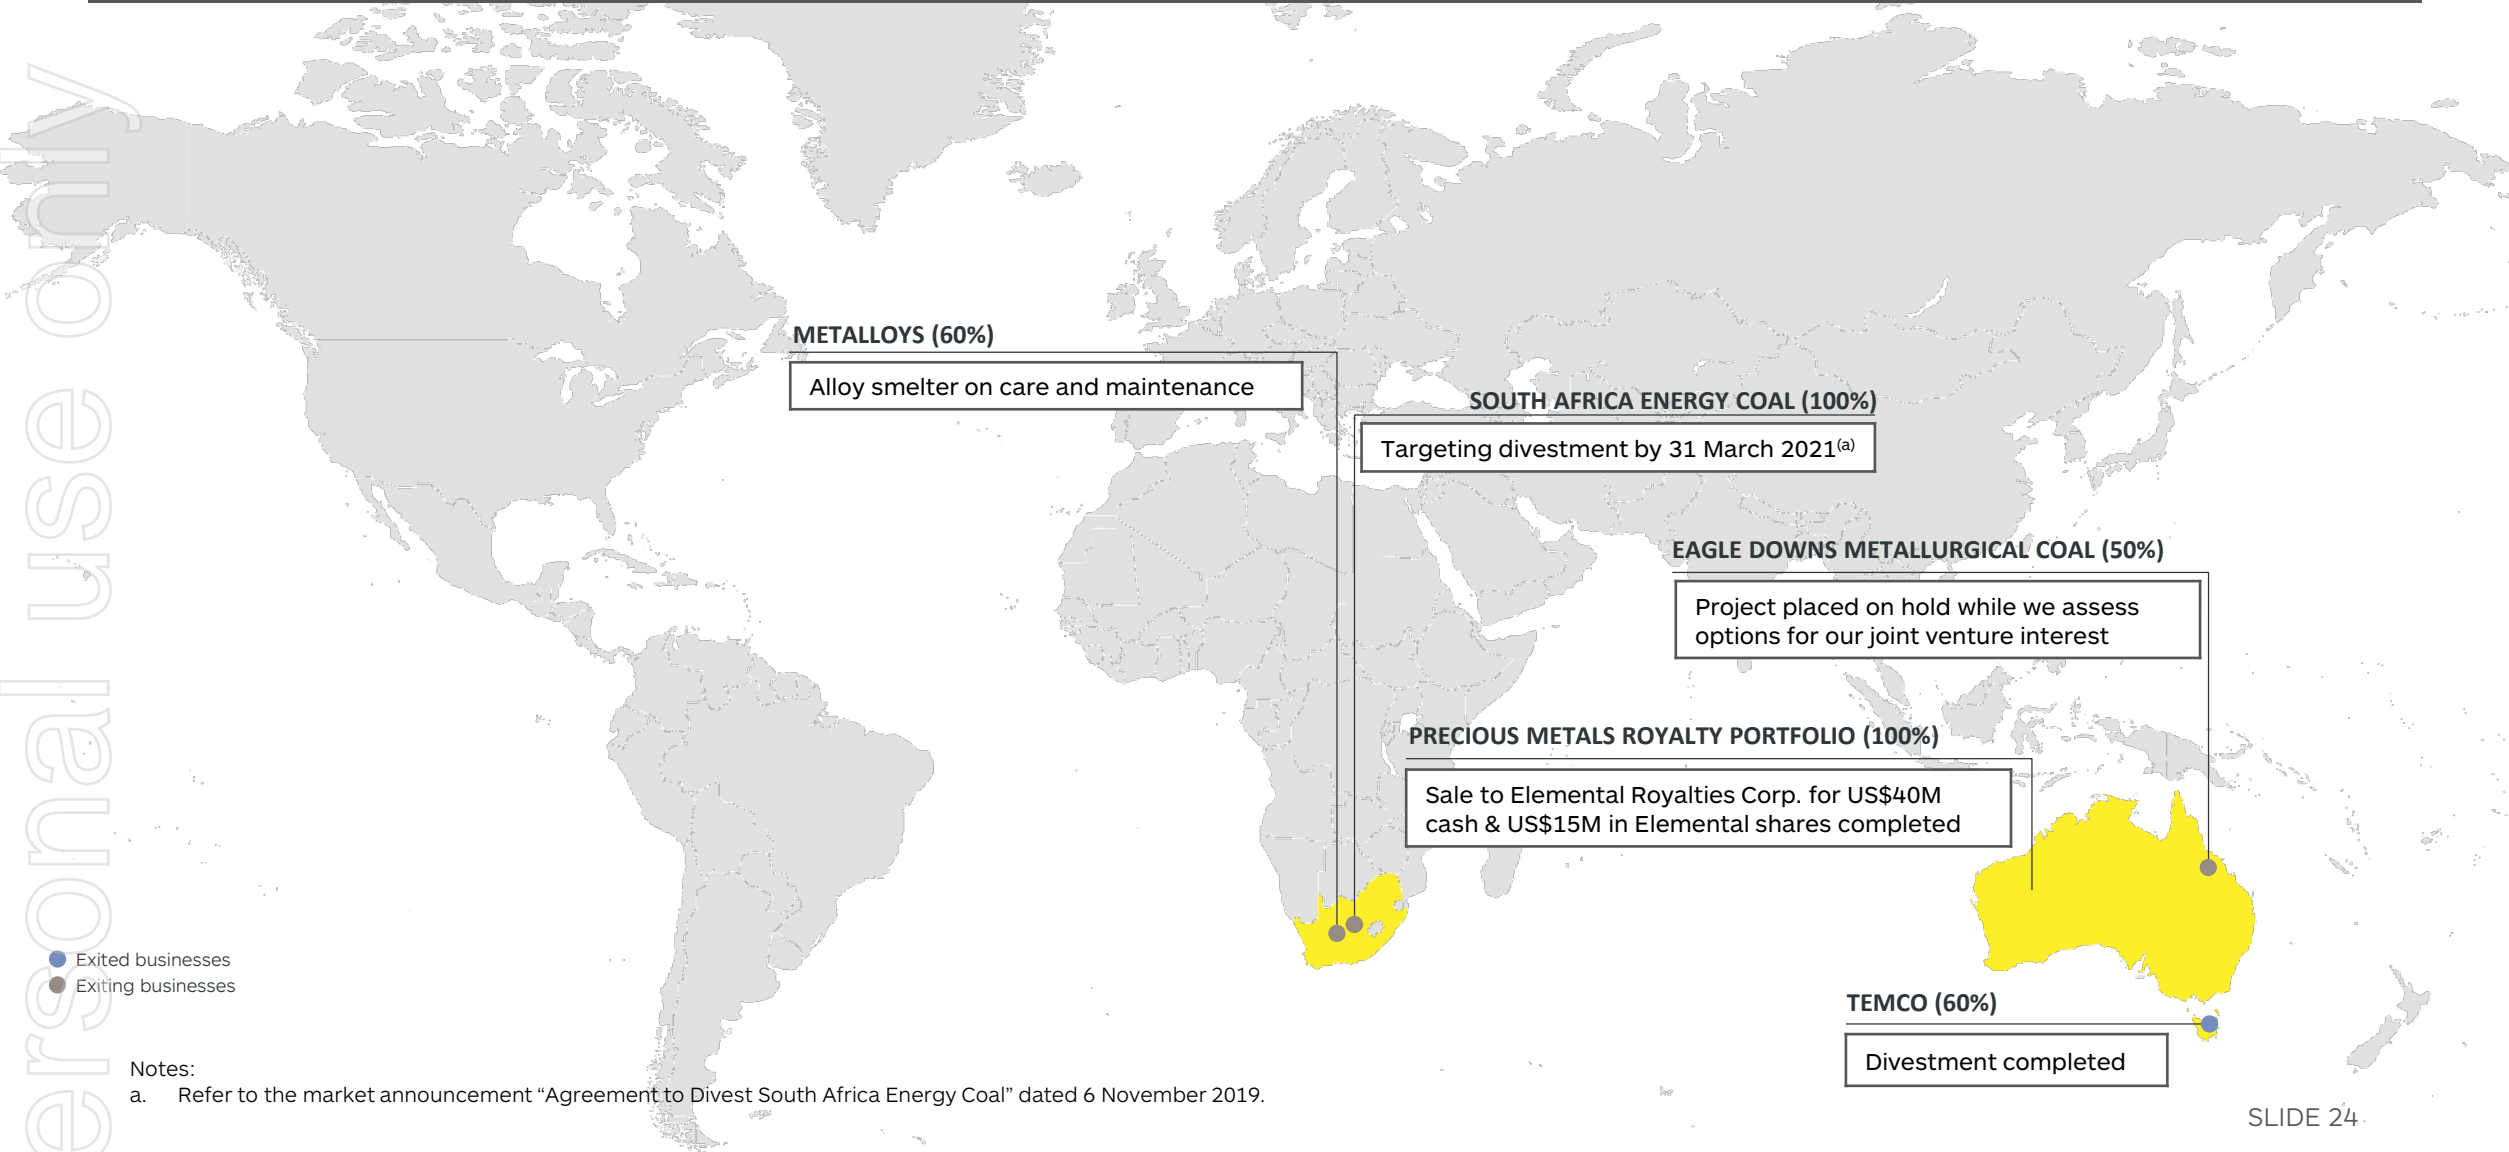 ersonal use only
METALLOYS (60%)
Alloy smelter on care and maintenance
SOUTH AFRICA ENERGY COAL (100%)
Targeting divestment by 31 March 2021(a)
EAGLE DOWNS METALLURGICAL COAL (50%)
Project placed on hold while we assess
options for our joint venture interest
PRECIOUS METALS ROYALTY PORTFOLIO (100%)
Sale to Elemental Royalties Corp. for US$40M
cash & US$15M in Elemental shares completed
Exited businesses
Exiting businesses
TEMCO (60%)
Divestment completed
Notes:
a. Refer to the market announcement “Agreement to Divest South Africa Energy Coal” dated 6 November 2019.
SLIDE 24